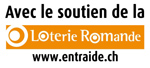 Avec le soutien de la
LOTERIE ROMANDE
www.entraide.ch